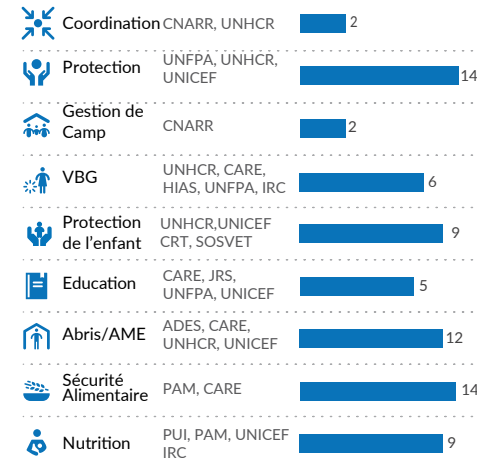 Coordination CNARR, UNHCR 2
Protection UNFPA, UNHCR,
UNICEF 14
Gestion de
Camp CNARR 2
VBG UNHCR, CARE,
HIAS, UNFPA, IRC 6
Protection UNHCR,UNICEF
de l'enfant CRT, SOSVET 9
Education CARE, JRS,
UNFPA, UNICEF 5
Abris/AME ADES, CARE,
UNHCR, UNICEF 12
Sécurité
Alimentaire PAM, CARE 14
Nutrition PUI, PAM, UNICEF
IRC 9